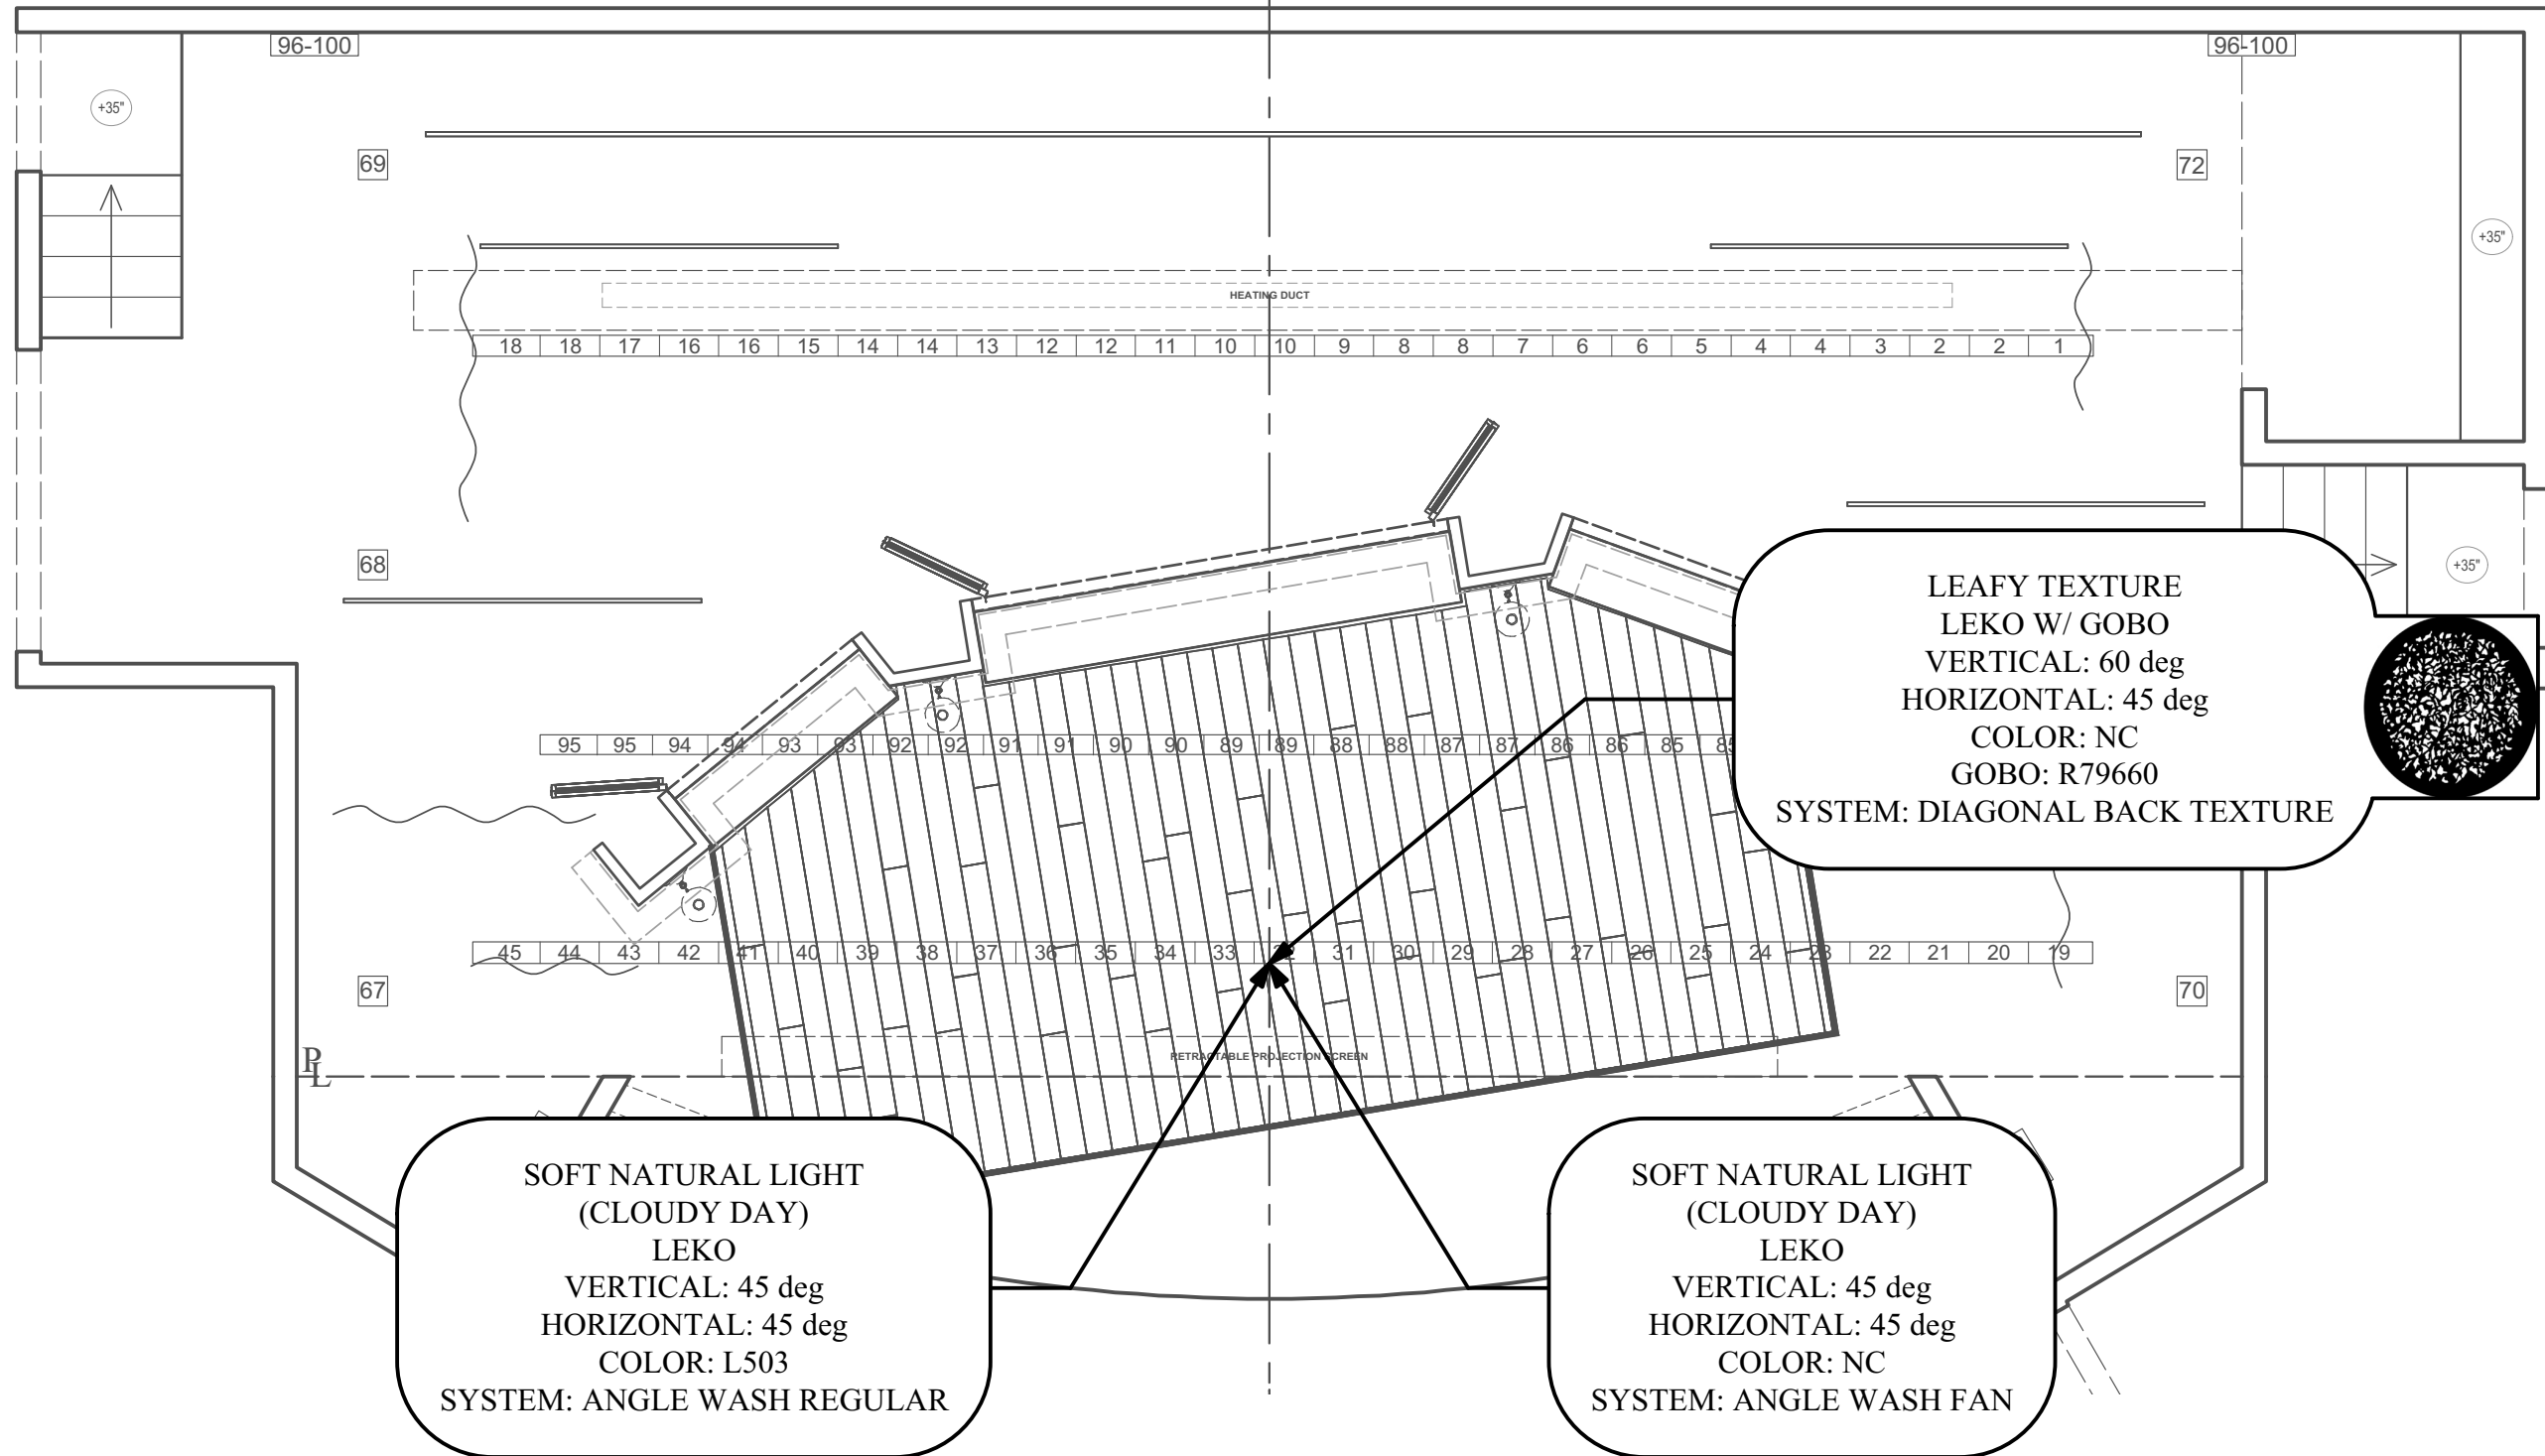 96-100 96-100
+35"
69 72
+35"
HEATING DUCT
18 18 17 16 16 15 14 14 13 12 12 11 10 10 9 8 8 7 6 6 5 4 4 3 2 2 1
68
+35"
LEAFY TEXTURE
LEKO W/ GOBO
VERTICAL: 60 deg
HORIZONTAL: 45 deg
COLOR: NC
GOBO: R79660
SYSTEM: DIAGONAL BACK TEXTURE
95 95 94 94 93 93 92 92 91 91 90 90 89 89 88 88 87 87 86 86 85
45 44 43 42 41 40 39 38 37 36 35 34 33 32 31 30 29 28 27 26 25 24 23 22 21 20 19
67 70
PL
RETRACTABLE PROJECTION SCREEN
SOFT NATURAL LIGHT
(CLOUDY DAY)
LEKO
VERTICAL: 45 deg
HORIZONTAL: 45 deg
COLOR: L503
SYSTEM: ANGLE WASH REGULAR
SOFT NATURAL LIGHT
(CLOUDY DAY)
LEKO
VERTICAL: 45 deg
HORIZONTAL: 45 deg
COLOR: NC
SYSTEM: ANGLE WASH FAN